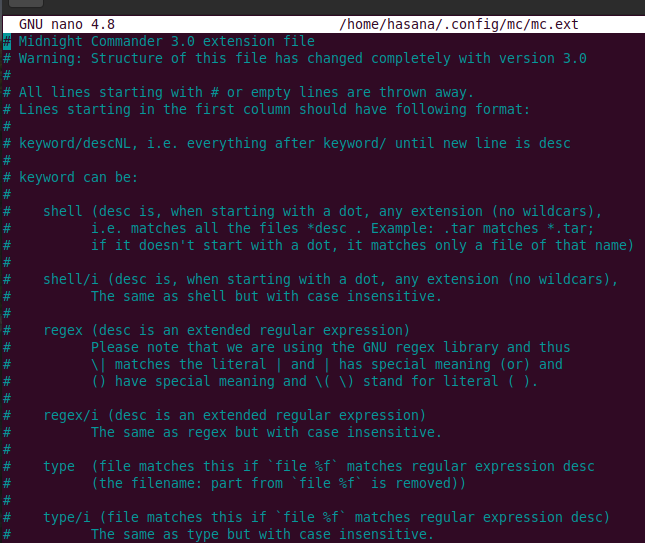 GNU nano 4.8 /home/hasana/.config/mc/mc.ext
# Midnight Commander 3.0 extension file
# Warning: Structure of this file has changed completely with version 3.0
#
# All lines starting with # or empty lines are thrown away.
# Lines starting in the first column should have following format:
#
# keyword/descNL, i.e. everything after keyword/ until new line is desc
#
# keyword can be:
#
#    shell (desc is, when starting with a dot, any extension (no wildcars),
#          i.e. matches all the files *desc . Example: .tar matches *.tar;
#          if it doesn't start with a dot, it matches only a file of that name)
#
#    shell/i (desc is, when starting with a dot, any extension (no wildcars),
#          The same as shell but with case insensitive.
#
#    regex (desc is an extended regular expression)
#          Please note that we are using the GNU regex library and thus
#          \| matches the literal | and | has special meaning (or) and
#          () have special meaning and \( \) stand for literal ( ).
#
#    regex/i (desc is an extended regular expression)
#          The same as regex but with case insensitive.
#
#    type  (file matches this if `file %f` matches regular expression desc
#          (the filename: part from `file %f` is removed))
#
#    type/i (file matches this if `file %f` matches regular expression desc)
#          The same as type but with case insensitive.